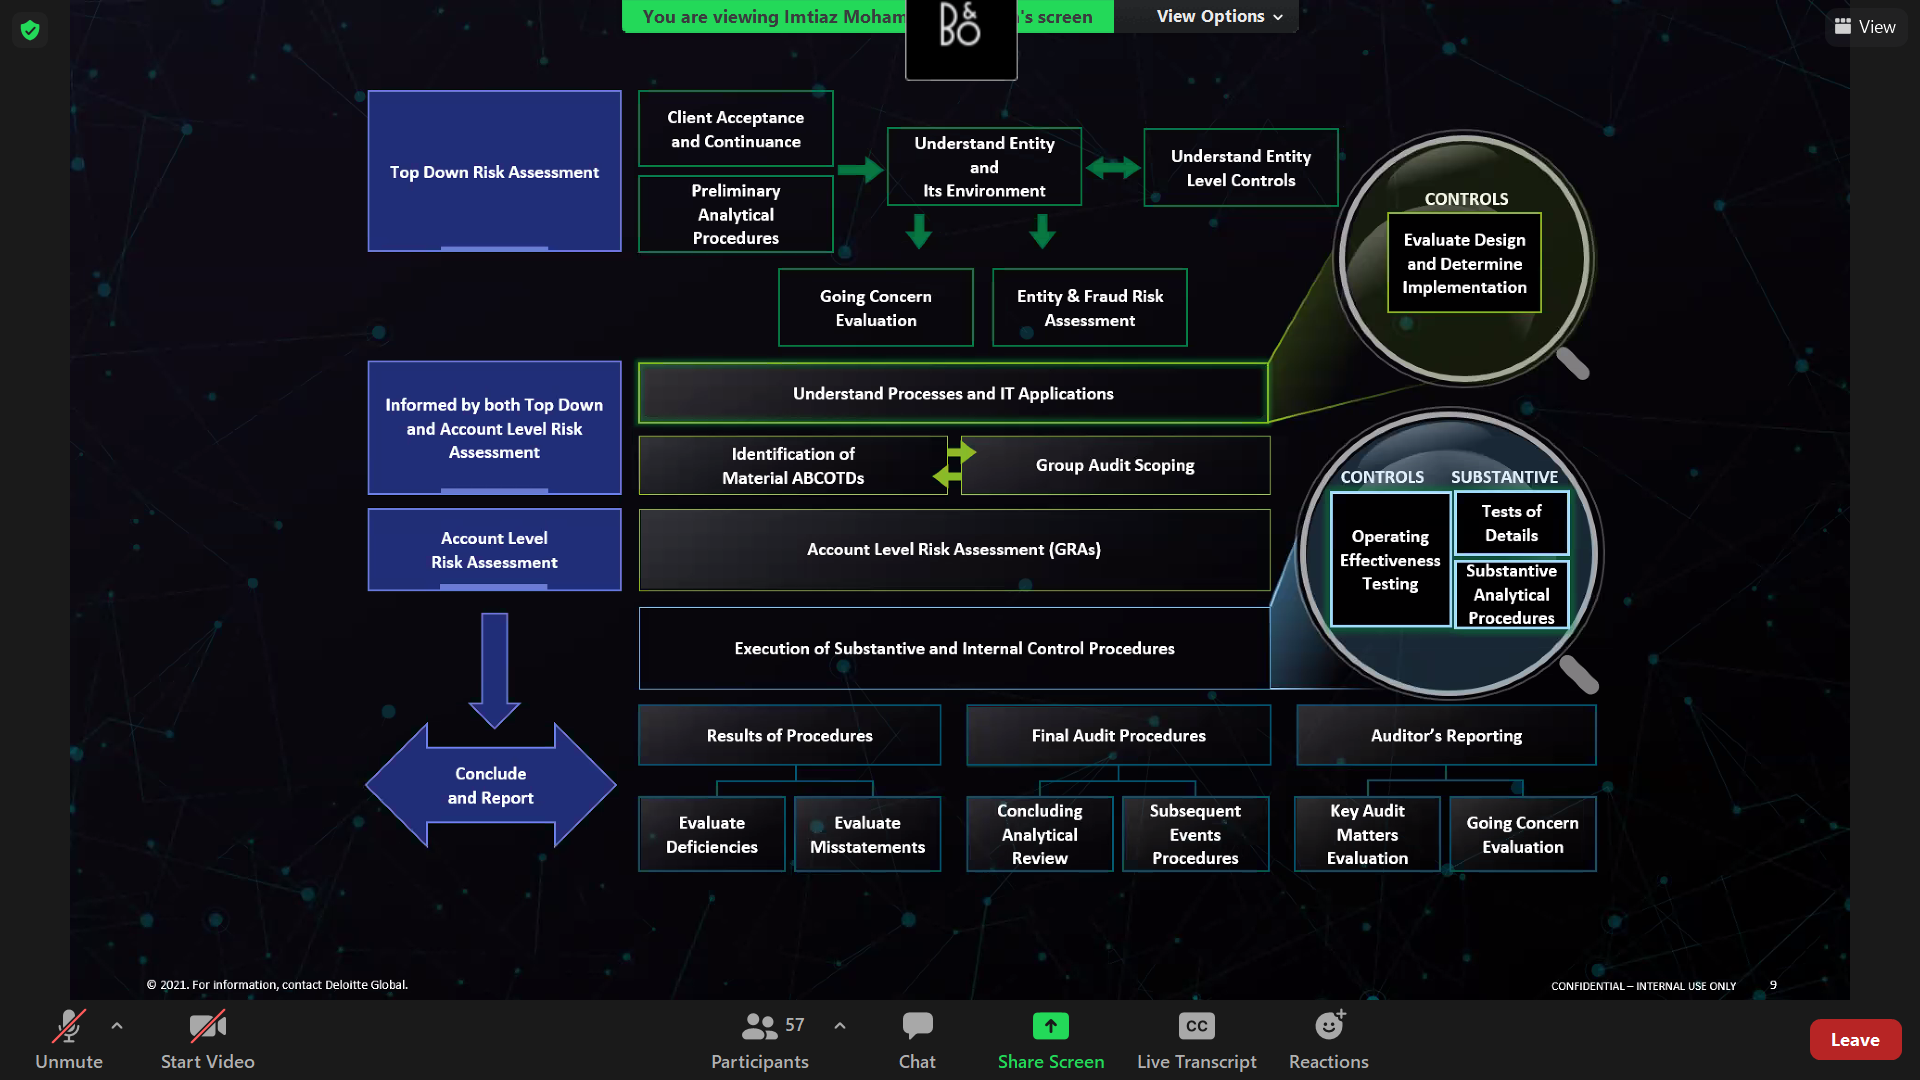 You are viewing Imtiaz Moham
's screen
View Options
B&O
View
Top Down Risk Assessment
Client Acceptance
and Continuance
Preliminary
Analytical
Procedures
Understand Entity
and
Its Environment
Understand Entity
Level Controls
Going Concern
Evaluation
Entity & Fraud Risk
Assessment
CONTROLS
Evaluate Design
and Determine
Implementation
Informed by both Top Down
and Account Level Risk
Assessment
Understand Processes and IT Applications
Identification of
Material ABCOTDs
Group Audit Scoping
CONTROLS
Operating
Effectiveness
Testing
SUBSTANTIVE
Tests of
Details
Substantive
Analytical
Procedures
Account Level
Risk Assessment
Account Level Risk Assessment (GRAs)
Execution of Substantive and Internal Control Procedures
Conclude
and Report
Results of Procedures
Evaluate
Deficiencies
Evaluate
Misstatements
Final Audit Procedures
Concluding
Analytical
Review
Subsequent
Events
Procedures
Auditor’s Reporting
Key Audit
Matters
Evaluation
Going Concern
Evaluation
© 2021. For information, contact Deloitte Global.
CONFIDENTIAL – INTERNAL USE ONLY
9
Unmute
Start Video
57
Participants
Chat
Share Screen
CC
Live Transcript
Reactions
Leave